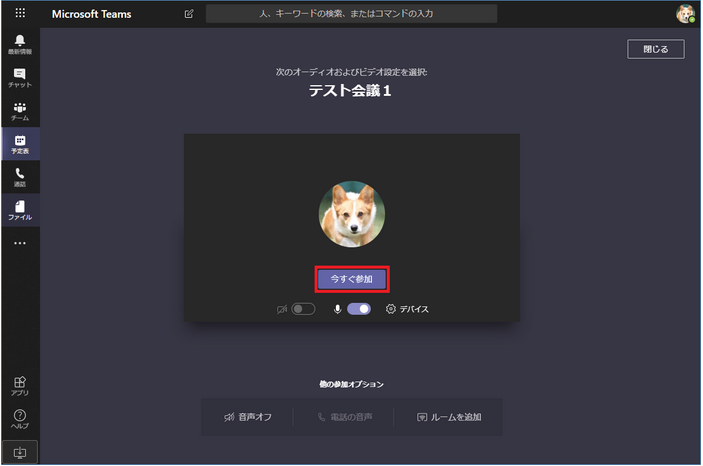 Microsoft Teams
人、キーワードの検索、またはコマンドの入力
最新情報
チャット
チーム
予定表
通話
ファイル
閉じる
次のオーディオおよびビデオ設定を選択:
テスト会議１
今すぐ参加
デバイス
他の参加オプション
音声オフ
電話の音声
ルームを追加
アプリ
ヘルプ